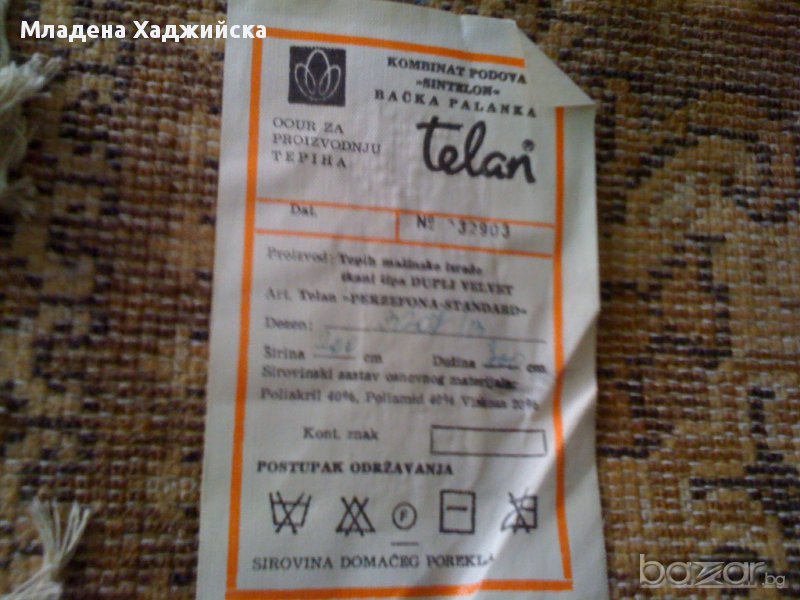 Младена Хаджийска
KOMBINAT PODOVA
»SINTELON«
BAČKA PALANKA
OOUR ZA
PROIZVODNJU
TEPIHA
telan®
Dat.
Nº 32903
Proizvod: Tepih mašinske izrade
tkani tipa DUPLI VELVET
Art. Telan »PERZEFONA-STANDARD«
Desen:
Širina cm Dužina cm.
Sirovinski sastav osnovnog materijala:
Poliakril 40%, Poliamid 40% Viskoza 20%
Kont. znak
POSTUPAK ODRŽAVANJA
P
SIROVINA DOMAĆEG POREKLA
bazar.bg